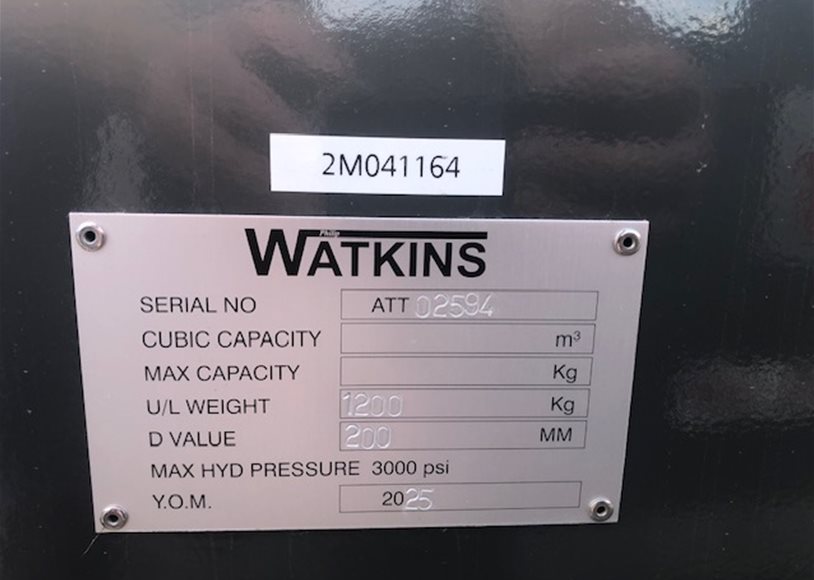 2M041164
Philip
WATKINS
SERIAL NO ATT 02594
CUBIC CAPACITY m³
MAX CAPACITY Kg
U/L WEIGHT 1200 Kg
D VALUE 200 MM
MAX HYD PRESSURE 3000 psi
Y.O.M. 2025